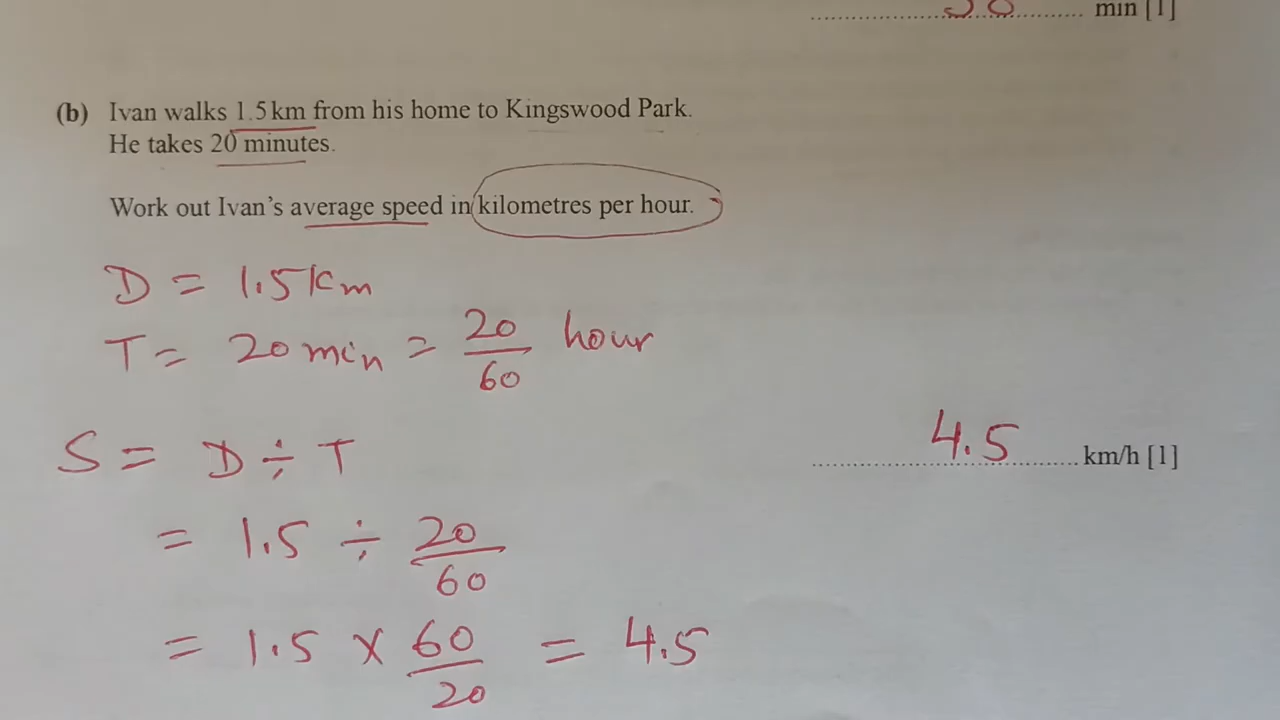 min [1]
(b) Ivan walks 1.5 km from his home to Kingswood Park.
He takes 20 minutes.
Work out Ivan's average speed in kilometres per hour.
D = 1.5 km
T = 20 min = 20/60 hour
S = D ÷ T
4.5 km/h [1]
= 1.5 ÷ 20/60
= 1.5 × 60/20 = 4.5